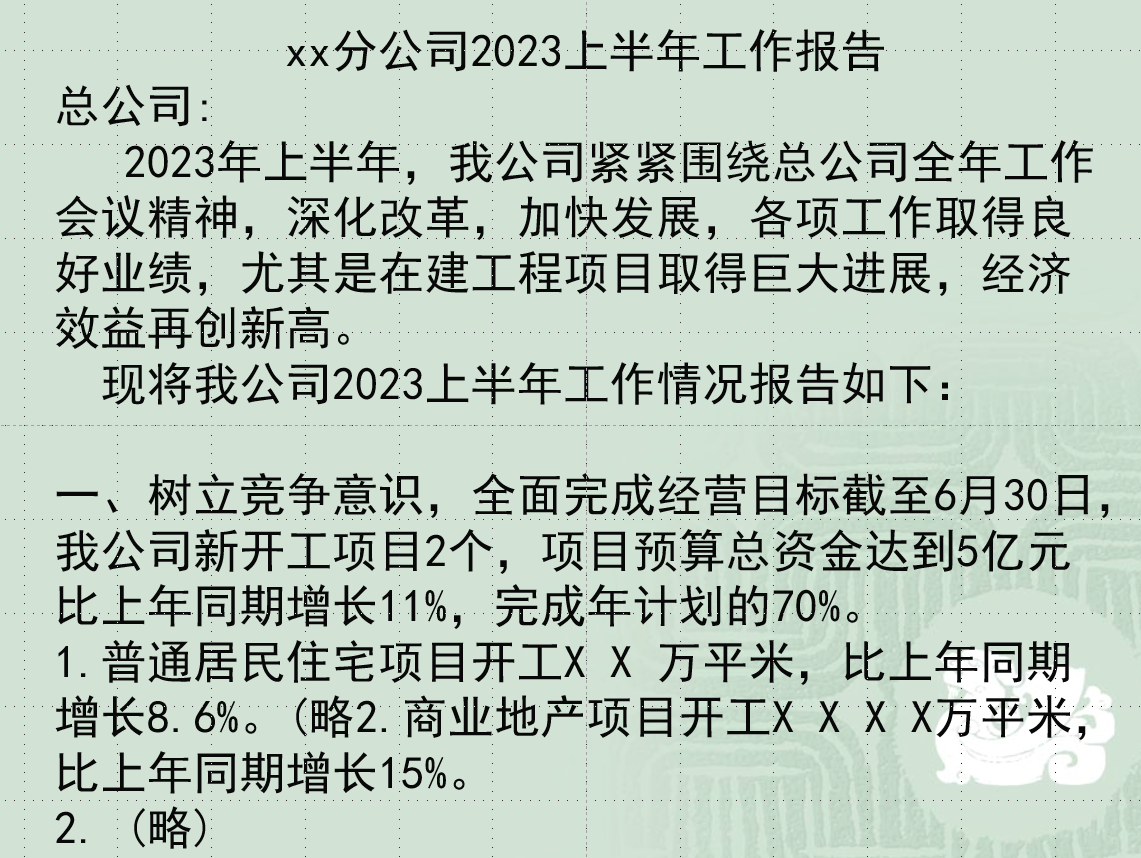 xx分公司2023上半年工作报告
总公司:
2023年上半年，我公司紧紧围绕总公司全年工作
会议精神，深化改革，加快发展，各项工作取得良
好业绩，尤其是在建工程项目取得巨大进展，经济
效益再创新高。
现将我公司2023上半年工作情况报告如下：
一、树立竞争意识，全面完成经营目标截至6月30日，
我公司新开工项目2个，项目预算总资金达到5亿元
比上年同期增长11%，完成年计划的70%。
1.普通居民住宅项目开工X X 万平米，比上年同期
增长8.6%。(略2.商业地产项目开工X X X X万平米，
比上年同期增长15%。
2. (略)